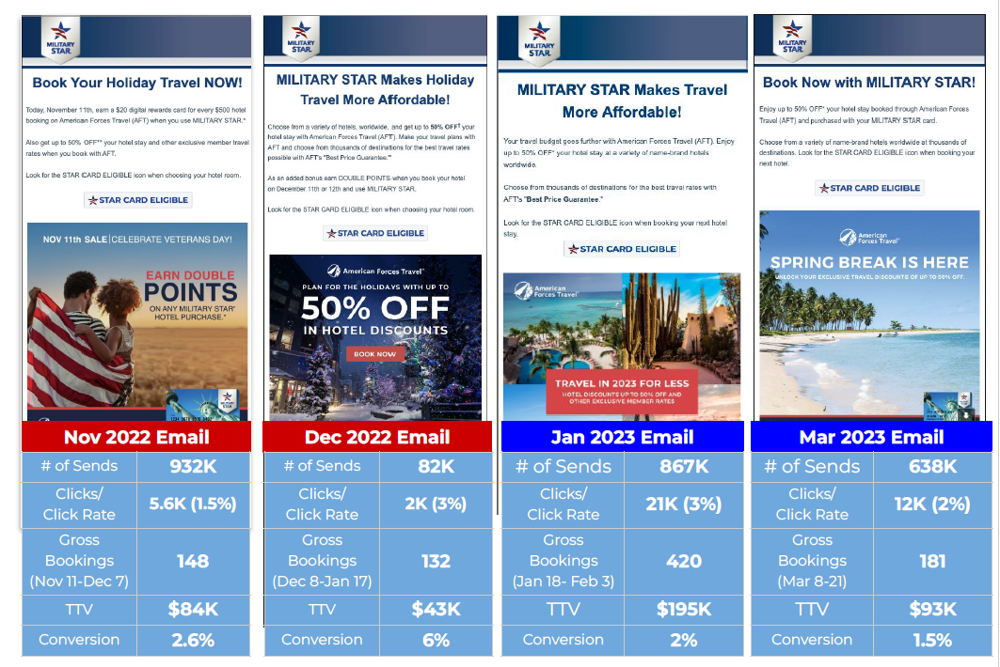 MILITARY
STAR
Book Your Holiday Travel NOW!
Today, November 11th, earn a $20 digital rewards card for every $500 hotel
booking on American Forces Travel (AFT) when you use MILITARY STAR.*
Also get up to 50% OFF** your hotel stay and other exclusive member travel
rates when you book with AFT.
Look for the STAR CARD ELIGIBLE icon when choosing your hotel room.
STAR CARD ELIGIBLE
NOV 11th SALE | CELEBRATE VETERANS DAY!
EARN DOUBLE
POINTS
ON ANY MILITARY STAR®
HOTEL PURCHASE.*
Nov 2022 Email
# of Sends 932K
Clicks/
Click Rate 5.6K (1.5%)
Gross
Bookings
(Nov 11-Dec 7) 148
TTV $84K
Conversion 2.6%
MILITARY
STAR
MILITARY STAR Makes Holiday
Travel More Affordable!
Choose from a variety of hotels, worldwide, and get up to 50% OFF† your
hotel stay with American Forces Travel (AFT). Make your travel plans with
AFT and choose from thousands of destinations for the best travel rates
possible with AFT's "Best Price Guarantee."
As an added bonus earn DOUBLE POINTS when you book your hotel
on December 11th or 12th and use MILITARY STAR.
Look for the STAR CARD ELIGIBLE icon when choosing your hotel room.
STAR CARD ELIGIBLE
American Forces Travel
PLAN FOR THE HOLIDAYS WITH UP TO
50% OFF
IN HOTEL DISCOUNTS
BOOK NOW
Dec 2022 Email
# of Sends 82K
Clicks/
Click Rate 2K (3%)
Gross
Bookings
(Dec 8-Jan 17) 132
TTV $43K
Conversion 6%
MILITARY
STAR
MILITARY STAR Makes Travel
More Affordable!
Your travel budget goes further with American Forces Travel (AFT). Enjoy
up to 50% OFF* your hotel stay at a variety of name-brand hotels
worldwide.
Choose from thousands of destinations for the best travel rates with
AFT's "Best Price Guarantee."
Look for the STAR CARD ELIGIBLE icon when booking your next hotel
stay.
STAR CARD ELIGIBLE
American
Forces Travel
TRAVEL IN 2023 FOR LESS
HOTEL DISCOUNTS UP TO 50% OFF AND
OTHER EXCLUSIVE MEMBER RATES
Jan 2023 Email
# of Sends 867K
Clicks/
Click Rate 21K (3%)
Gross
Bookings
(Jan 18- Feb 3) 420
TTV $195K
Conversion 2%
MILITARY
STAR
Book Now with MILITARY STAR!
Enjoy up to 50% OFF* your hotel stay booked through American Forces
Travel (AFT) and purchased with your MILITARY STAR card.
Choose from a variety of name-brand hotels worldwide at thousands of
destinations. Look for the STAR CARD ELIGIBLE icon when booking your
next hotel.
STAR CARD ELIGIBLE
American
Forces Travel
SPRING BREAK IS HERE
UNLOCK YOUR EXCLUSIVE TRAVEL DISCOUNTS OF UP TO 50% OFF.
Mar 2023 Email
# of Sends 638K
Clicks/
Click Rate 12K (2%)
Gross
Bookings
(Mar 8-21) 181
TTV $93K
Conversion 1.5%